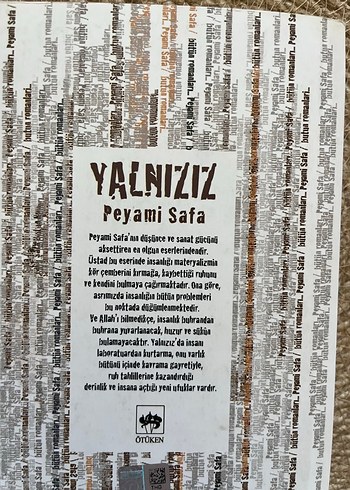 YALNIZIZ
Peyami Safa
Peyami Safa'nın düşünce ve sanat gücünü
aksettiren en olgun eserlerindendir.
Üstad bu eserinde insanlığı materyalizmin
kör çemberini kırmağa, kaybettiği ruhunu
ve kendini bulmaya çağırmaktadır. Ona göre,
asrımızda insanlığın bütün problemleri
bu noktada düğümlenmektedir.
Ve Allah'ı bilmedikçe, insanlık buhrandan
buhrana yuvarlanacak, huzur ve sükûn
bulamayacaktır. Yalnızız'da insanı
laboratuardan kurtarma, onu varlık
bütünü içinde kavrama gayretiyle,
ruh tahlillerine kazandırdığı
derinlik ve insana açtığı yeni ufuklar vardır.
ÖTÜKEN
Peyami Safa / bütün romanları...